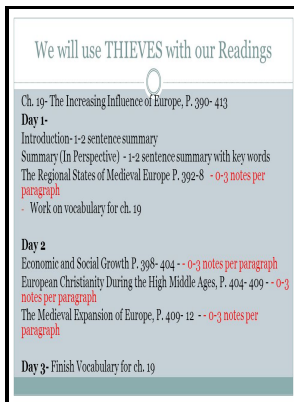 We will use THIEVES with our Readings
Ch. 19- The Increasing Influence of Europe, P. 390- 413
Day 1-
Introduction- 1-2 sentence summary
Summary (In Perspective) - 1-2 sentence summary with key words
The Regional States of Medieval Europe P. 392-8 - 0-3 notes per
paragraph
- Work on vocabulary for ch. 19
Day 2
Economic and Social Growth P. 398- 404 - - 0-3 notes per paragraph
European Christianity During the High Middle Ages, P. 404- 409 - - 0-3
notes per paragraph
The Medieval Expansion of Europe, P. 409- 12 - - 0-3 notes per
paragraph
Day 3- Finish Vocabulary for ch. 19